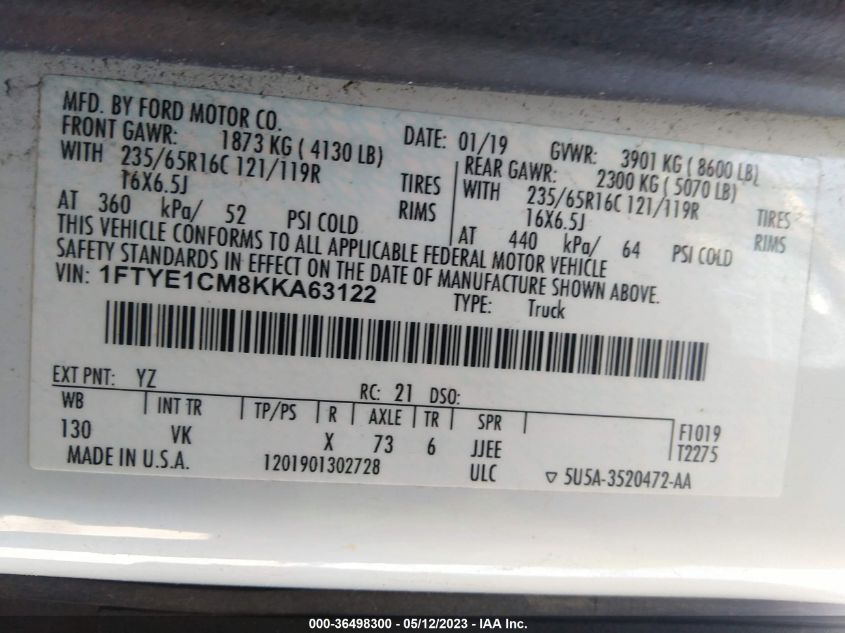 MFD. BY FORD MOTOR CO.
DATE: 01/19 GVWR: 3901 KG ( 8600 LB)
FRONT GAWR: 1873 KG ( 4130 LB) REAR GAWR: 2300 KG ( 5070 LB)
WITH 235/65R16C 121/119R TIRES WITH 235/65R16C 121/119R TIRES
16X6.5J RIMS 16X6.5J RIMS
AT 360 kPa/ 52 PSI COLD AT 440 kPa/ 64 PSI COLD
THIS VEHICLE CONFORMS TO ALL APPLICABLE FEDERAL MOTOR VEHICLE
SAFETY STANDARDS IN EFFECT ON THE DATE OF MANUFACTURE SHOWN ABOVE.
VIN: 1FTYE1CM8KKA63122 TYPE: Truck
EXT PNT: YZ RC: 21 DSO:
WB INT TR TP/PS R AXLE TR SPR F1019
130 VK X 73 6 JJEE T2275
MADE IN U.S.A. 1201901302728 ULC ▽ 5U5A-3520472-AA
000-36498300 - 05/12/2023 - IAA Inc.